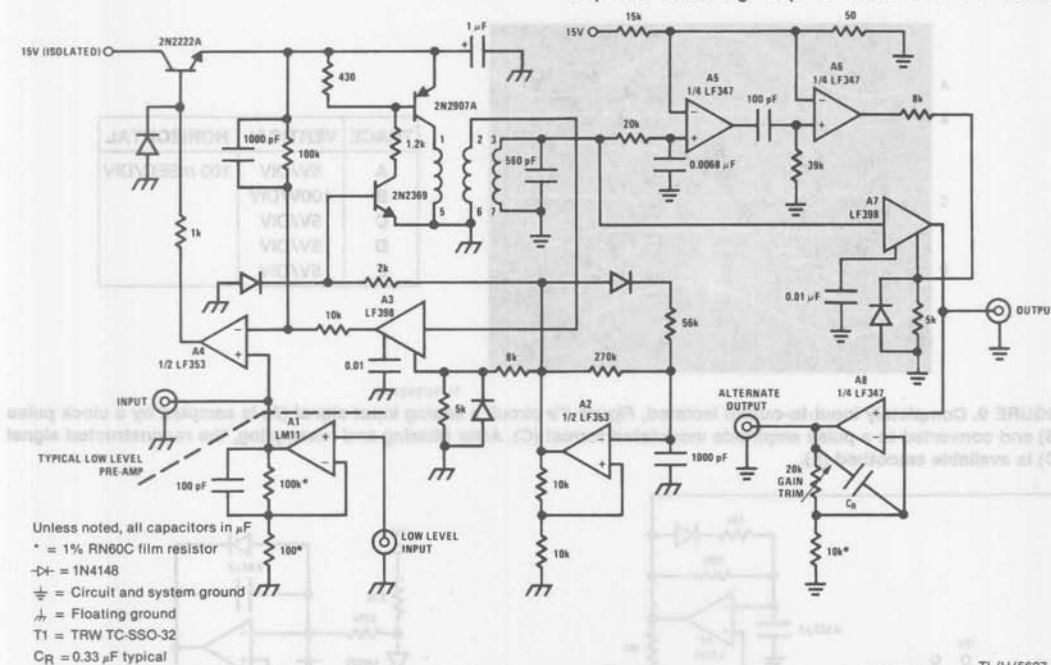 15V (ISOLATED)
2N2222A
1 µF
+
430
2N2907A
1000 pF
100k
1.2k
2N2369
1
5
2
6
3
7
560 pF
15V
15k
50
A5
1/4 LF347
A6
1/4 LF347
20k
0.0068 µF
100 pF
39k
8k
A7
LF398
0.01 µF
5k
OUTPUT
1k
2k
A3
LF398
10k
0.01
A4
1/2 LF353
8k
5k
56k
270k
A2
1/2 LF353
1000 pF
10k
10k
INPUT
TYPICAL LOW LEVEL
PRE-AMP
A1
LM11
100 pF
100k*
100*
LOW LEVEL
INPUT
ALTERNATE
OUTPUT
A8
1/4 LF347
20k
GAIN
TRIM
CR
10k*
Unless noted, all capacitors in µF
* = 1% RN60C film resistor
= 1N4148
= Circuit and system ground
= Floating ground
T1 = TRW TC-SSO-32
CR = 0.33 µF typical